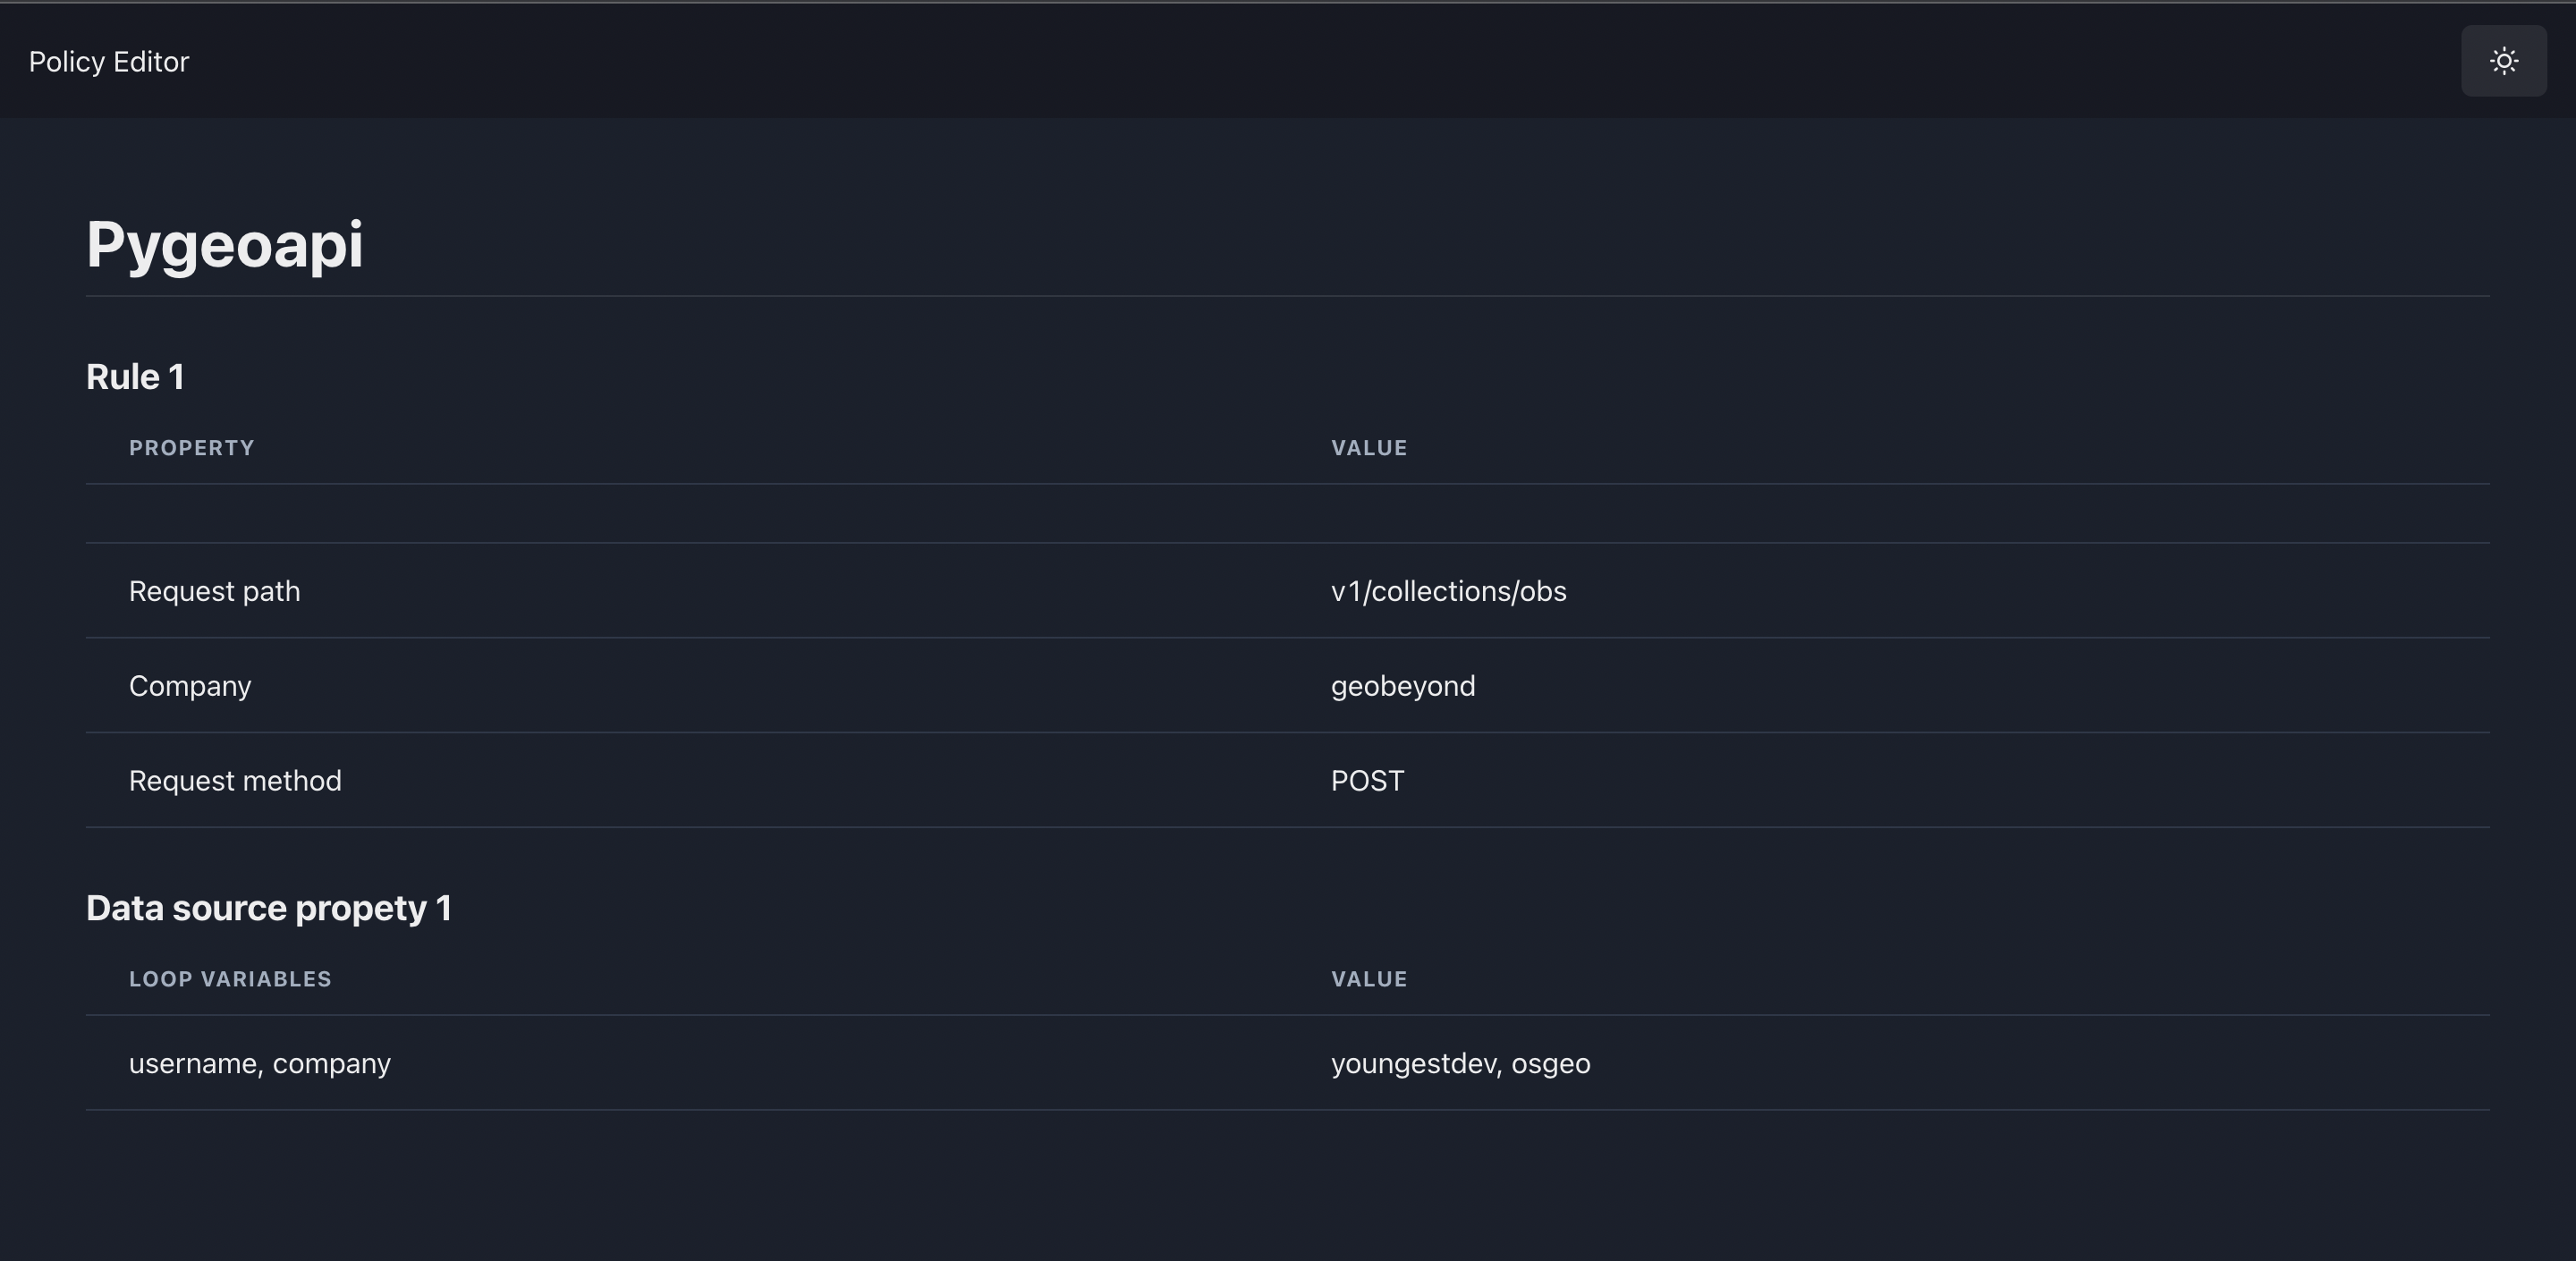 Policy Editor
Pygeoapi
Rule 1
PROPERTY VALUE
Request path v1/collections/obs
Company geobeyond
Request method POST
Data source propety 1
LOOP VARIABLES VALUE
username, company youngestdev, osgeo